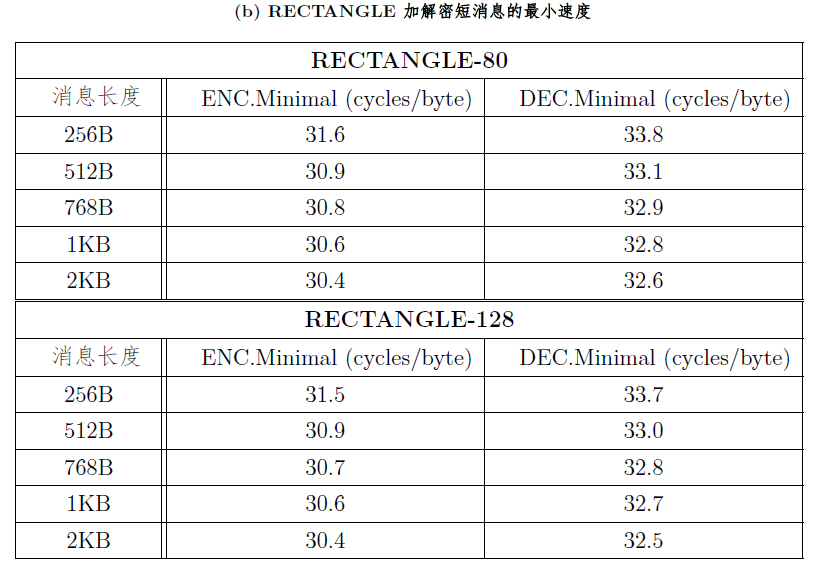 (b) RECTANGLE 加解密短消息的最小速度
RECTANGLE-80
消息长度 ENC.Minimal (cycles/byte) DEC.Minimal (cycles/byte)
256B 31.6 33.8
512B 30.9 33.1
768B 30.8 32.9
1KB 30.6 32.8
2KB 30.4 32.6
RECTANGLE-128
消息长度 ENC.Minimal (cycles/byte) DEC.Minimal (cycles/byte)
256B 31.5 33.7
512B 30.9 33.0
768B 30.7 32.8
1KB 30.6 32.7
2KB 30.4 32.5